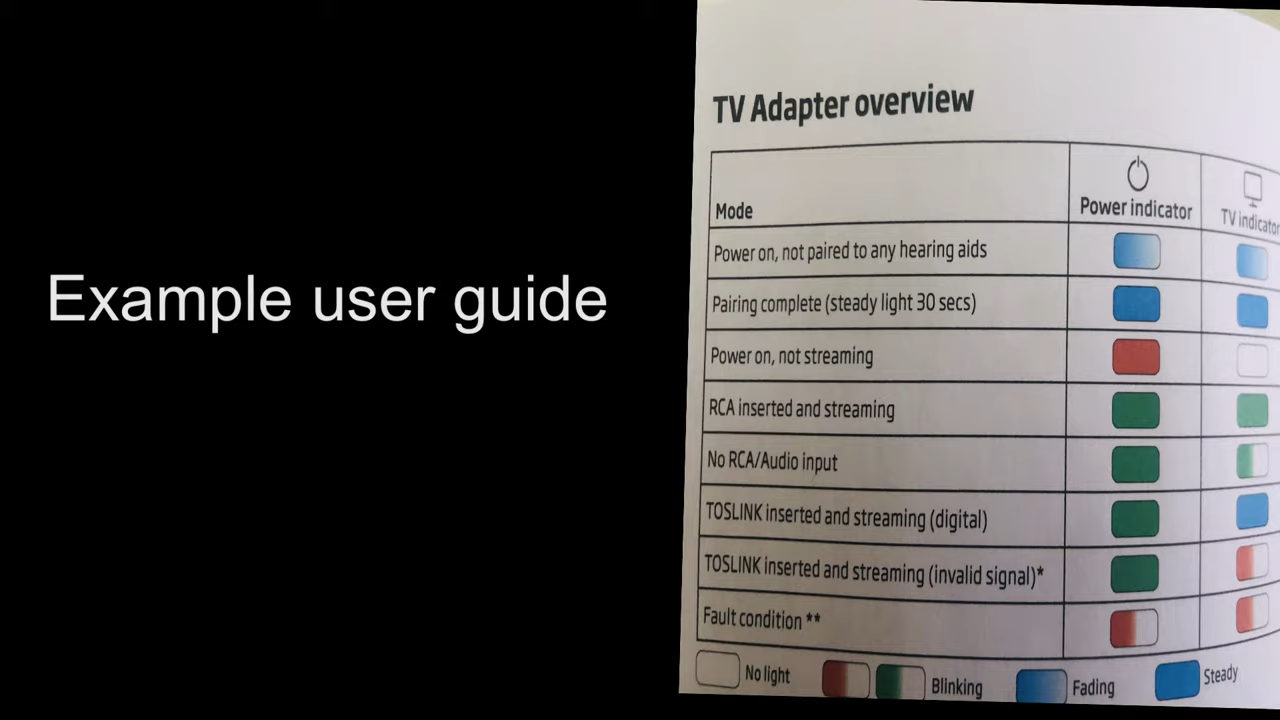 Example user guide
TV Adapter overview
Mode
Power indicator
TV indicator
Power on, not paired to any hearing aids
Pairing complete (steady light 30 secs)
Power on, not streaming
RCA inserted and streaming
No RCA/Audio input
TOSLINK inserted and streaming (digital)
TOSLINK inserted and streaming (invalid signal)*
Fault condition **
No light
Blinking
Fading
Steady